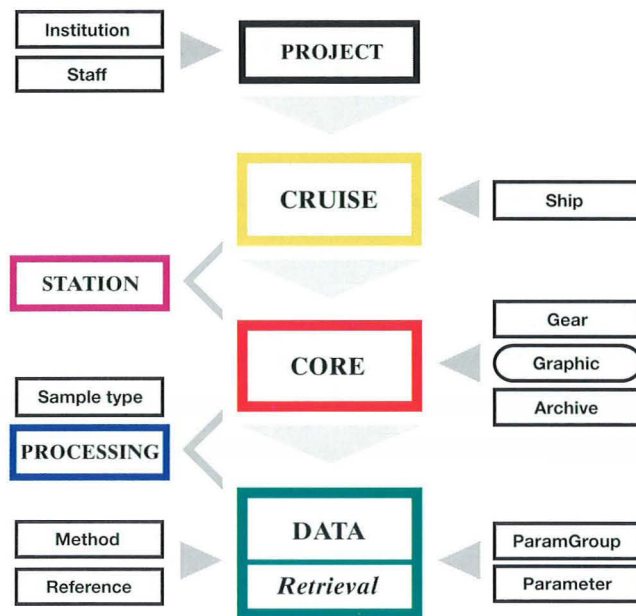 Institution
Staff
PROJECT
CRUISE
Ship
STATION
Gear
CORE
Graphic
Archive
Sample type
PROCESSING
DATA
Method
ParamGroup
Reference
Retrieval
Parameter